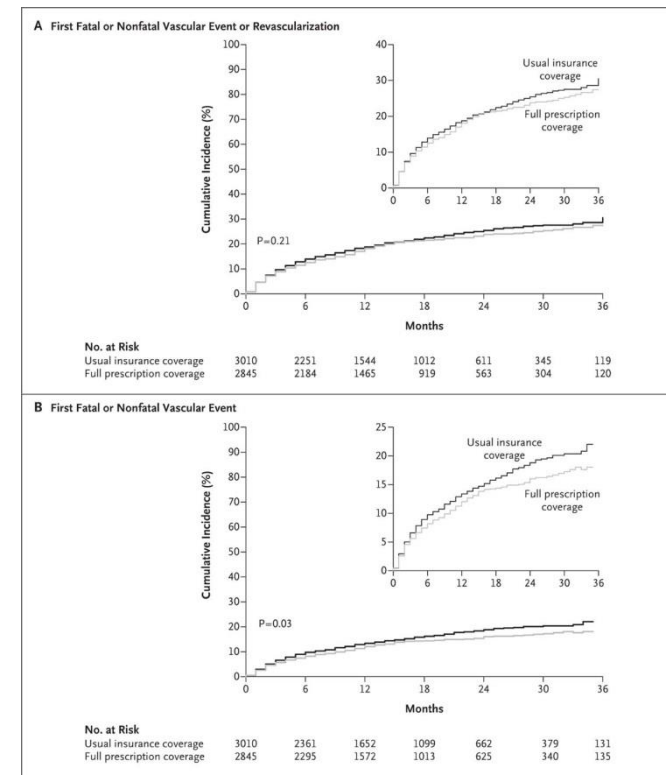 A First Fatal or Nonfatal Vascular Event or Revascularization
Cumulative Incidence (%)
100
90
80
70
60
50
40
30
20
10
0
0 6 12 18 24 30 36
Months
P=0.21
40
30
20
10
0
0 6 12 18 24 30 36
Usual insurance
coverage
Full prescription
coverage
No. at Risk
Usual insurance coverage 3010 2251 1544 1012 611 345 119
Full prescription coverage 2845 2184 1465 919 563 304 120
B First Fatal or Nonfatal Vascular Event
Cumulative Incidence (%)
100
90
80
70
60
50
40
30
20
10
0
0 6 12 18 24 30 36
Months
P=0.03
25
20
15
10
5
0
0 6 12 18 24 30 36
Usual insurance
coverage
Full prescription
coverage
No. at Risk
Usual insurance coverage 3010 2361 1652 1099 662 379 131
Full prescription coverage 2845 2295 1572 1013 625 340 135